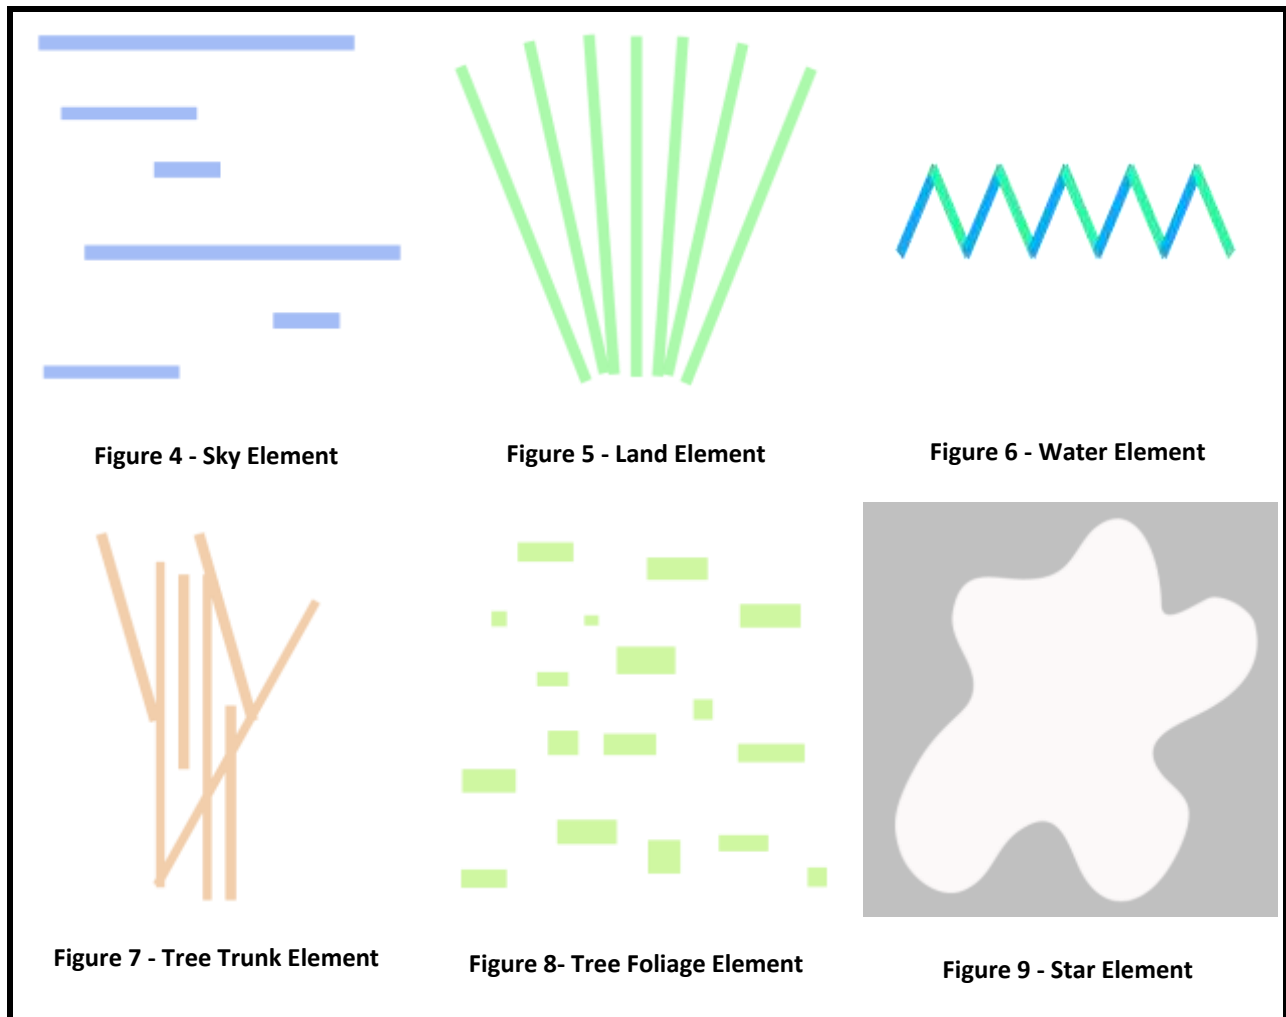 Figure 4 - Sky Element
Figure 5 - Land Element
Figure 6 - Water Element
Figure 7 - Tree Trunk Element
Figure 8- Tree Foliage Element
Figure 9 - Star Element